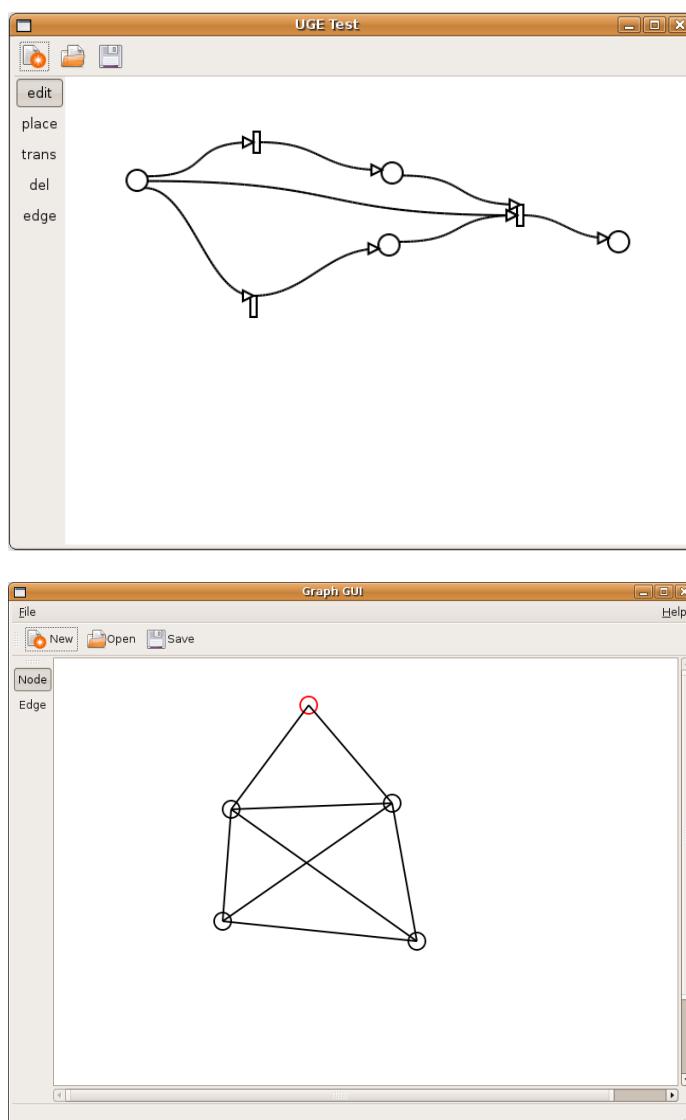 UGE Test
edit
place
trans
del
edge
Graph GUI
File Help
New Open Save
Node
Edge